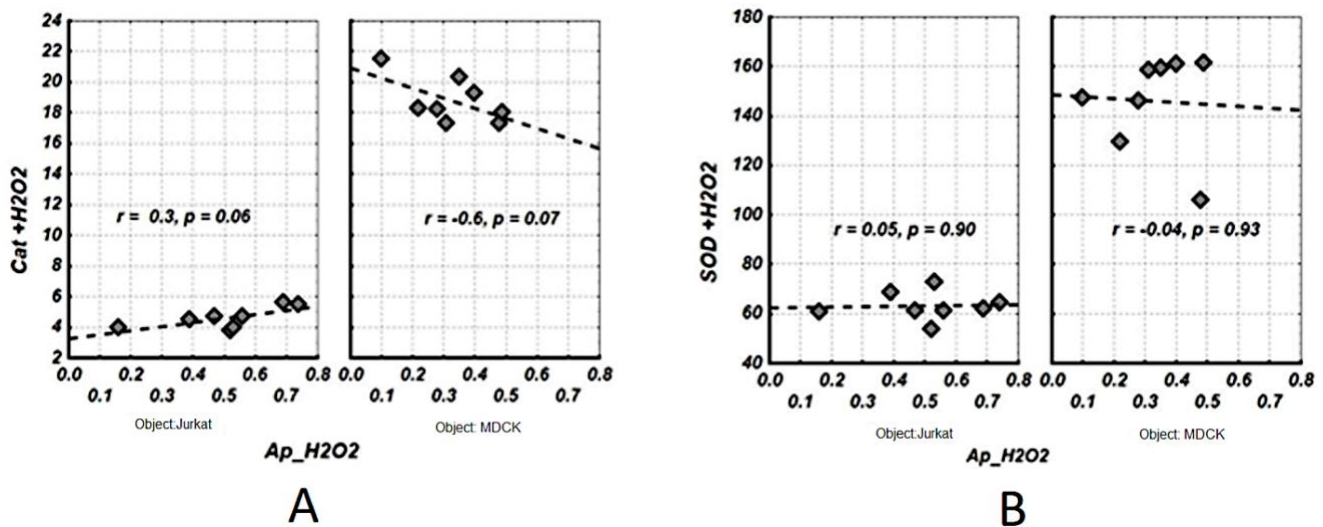 24
22
20
18
16
14
12
10
8
6
4
2
Cat +H2O2
r = 0.3, p = 0.06
r = -0.6, p = 0.07
0.0 0.2 0.4 0.6 0.8 0.0 0.2 0.4 0.6 0.8
0.1 0.3 0.5 0.7 0.1 0.3 0.5 0.7
Object:Jurkat Object: MDCK
Ap_H2O2
A
180
160
140
120
100
80
60
40
SOD +H2O2
r = 0.05, p = 0.90
r = -0.04, p = 0.93
0.0 0.2 0.4 0.6 0.8 0.0 0.2 0.4 0.6 0.8
0.1 0.3 0.5 0.7 0.1 0.3 0.5 0.7
Object:Jurkat Object: MDCK
Ap_H2O2
B